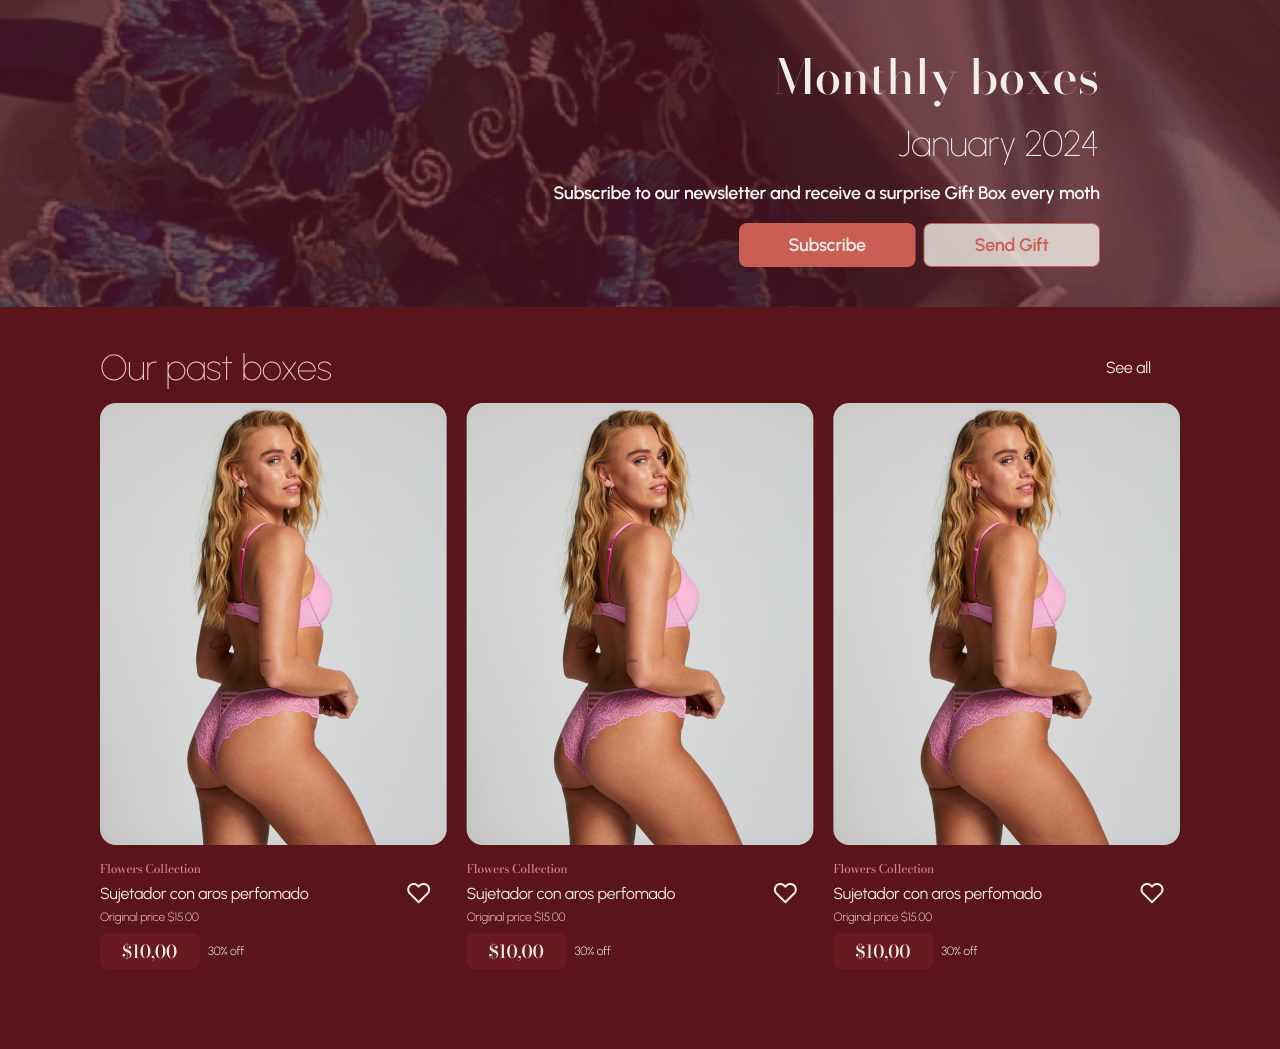 Monthly boxes
January 2024
Subscribe to our newsletter and receive a surprise Gift Box every moth
Subscribe
Send Gift
Our past boxes
See all
Flowers Collection
Sujetador con aros perfomado
Original price $15.00
$10,00
30% off
Flowers Collection
Sujetador con aros perfomado
Original price $15.00
$10,00
30% off
Flowers Collection
Sujetador con aros perfomado
Original price $15.00
$10,00
30% off